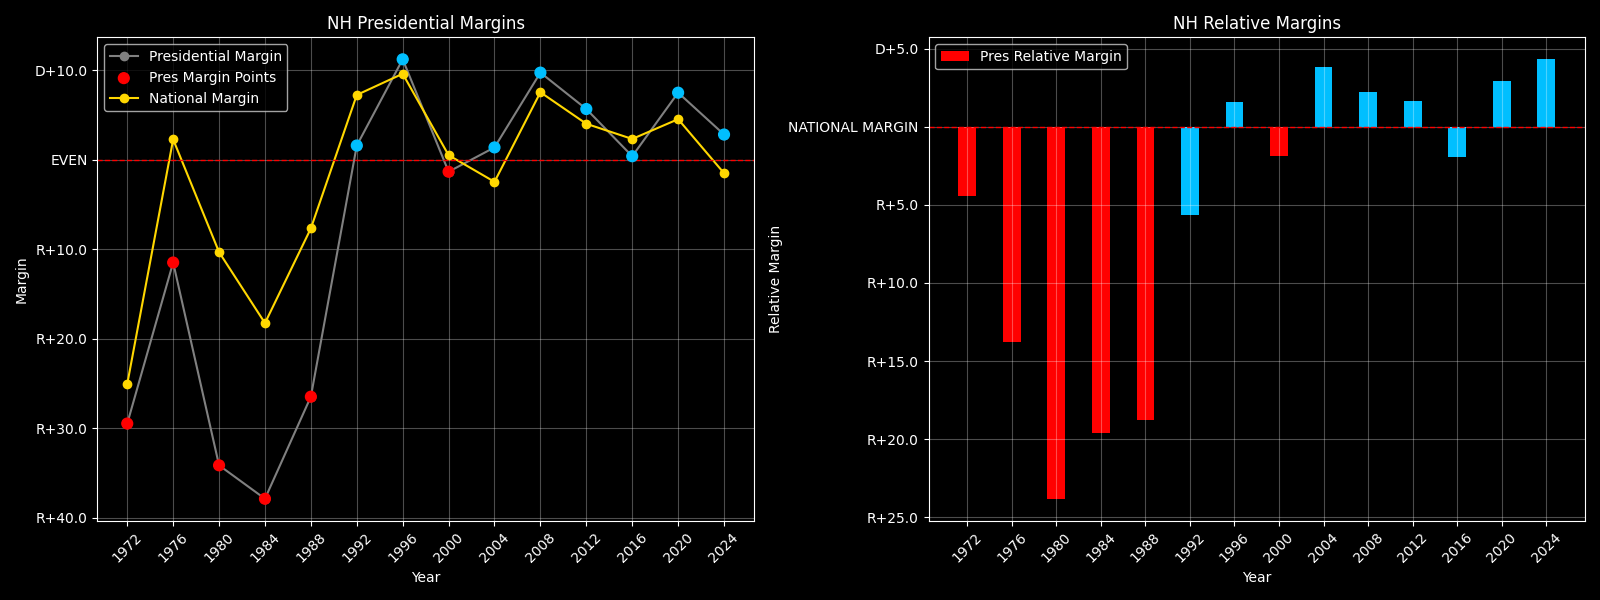 NH Presidential Margins
Presidential Margin
Pres Margin Points
National Margin
D+10.0
EVEN
R+10.0
R+20.0
R+30.0
R+40.0
Margin
1972
1976
1980
1984
1988
1992
1996
2000
2004
2008
2012
2016
2020
2024
Year
NH Relative Margins
Pres Relative Margin
D+5.0
NATIONAL MARGIN
R+5.0
R+10.0
R+15.0
R+20.0
R+25.0
Relative Margin
1972
1976
1980
1984
1988
1992
1996
2000
2004
2008
2012
2016
2020
2024
Year